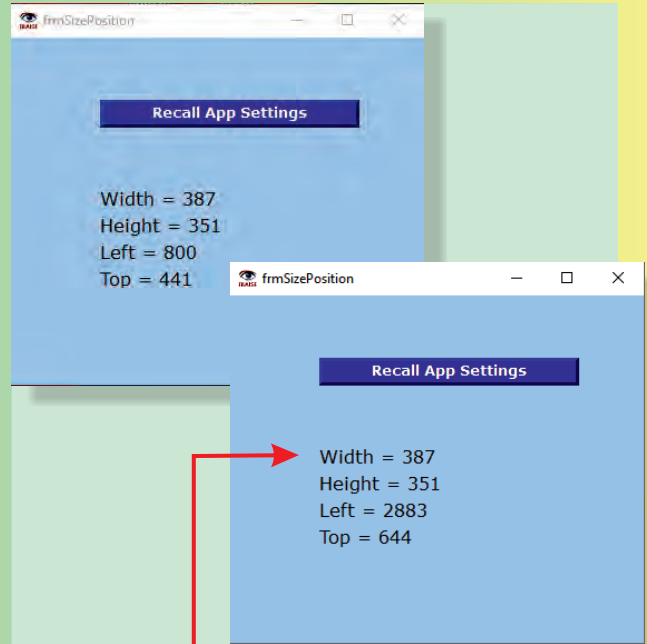 frmSizePosition
Recall App Settings
Width = 387
Height = 351
Left = 800
Top = 441
BLAISE frmSizePosition
Recall App Settings
Width = 387
Height = 351
Left = 2883
Top = 644